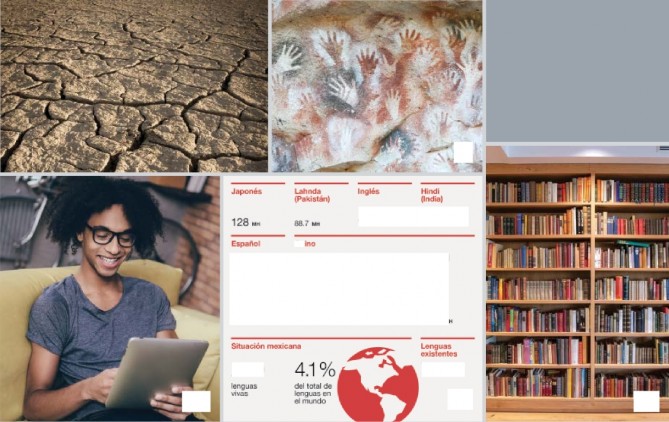 Japonés
Lahnda
(Pakistán)
Inglés
Hindi
(India)
128 MH
88.7 MH
Español
ino
H
Situación mexicana
Lenguas
existentes
4.1%
lenguas
vivas
del total de
lenguas en
el mundo